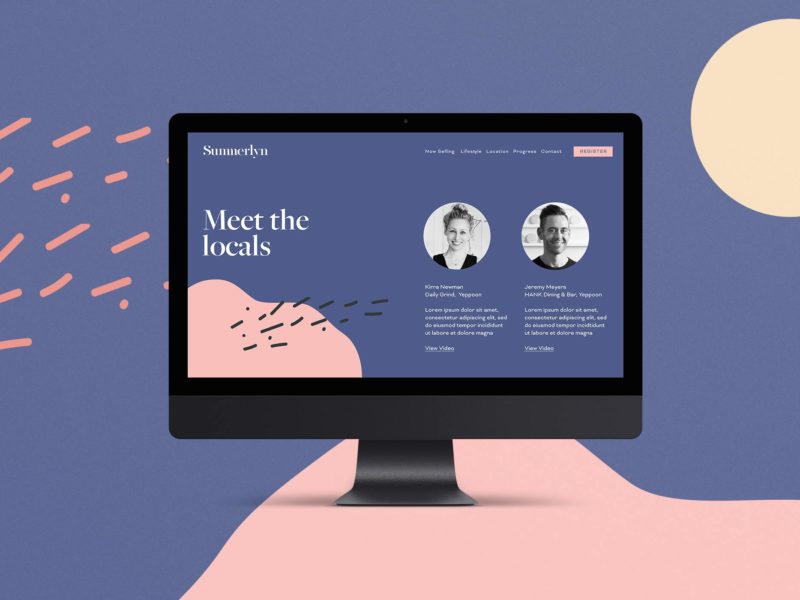 Summerlyn
Now Selling Lifestyle Location Progress Contact REGISTER
Meet the
locals
Kirra Newman
Daily Grind, Yeppoon
Lorem ipsum dolor sit amet,
consectetur adipiscing elit, sed
do eiusmod tempor incidtidunt
ut labore et dolore magna
View Video
Jeremy Meyers
HANK Dining & Bar, Yeppoon
Lorem ipsum dolor sit amet,
consectetur adipiscing elit, sed
do eiusmod tempor incididunt
ut labore et dolore magna
View Video